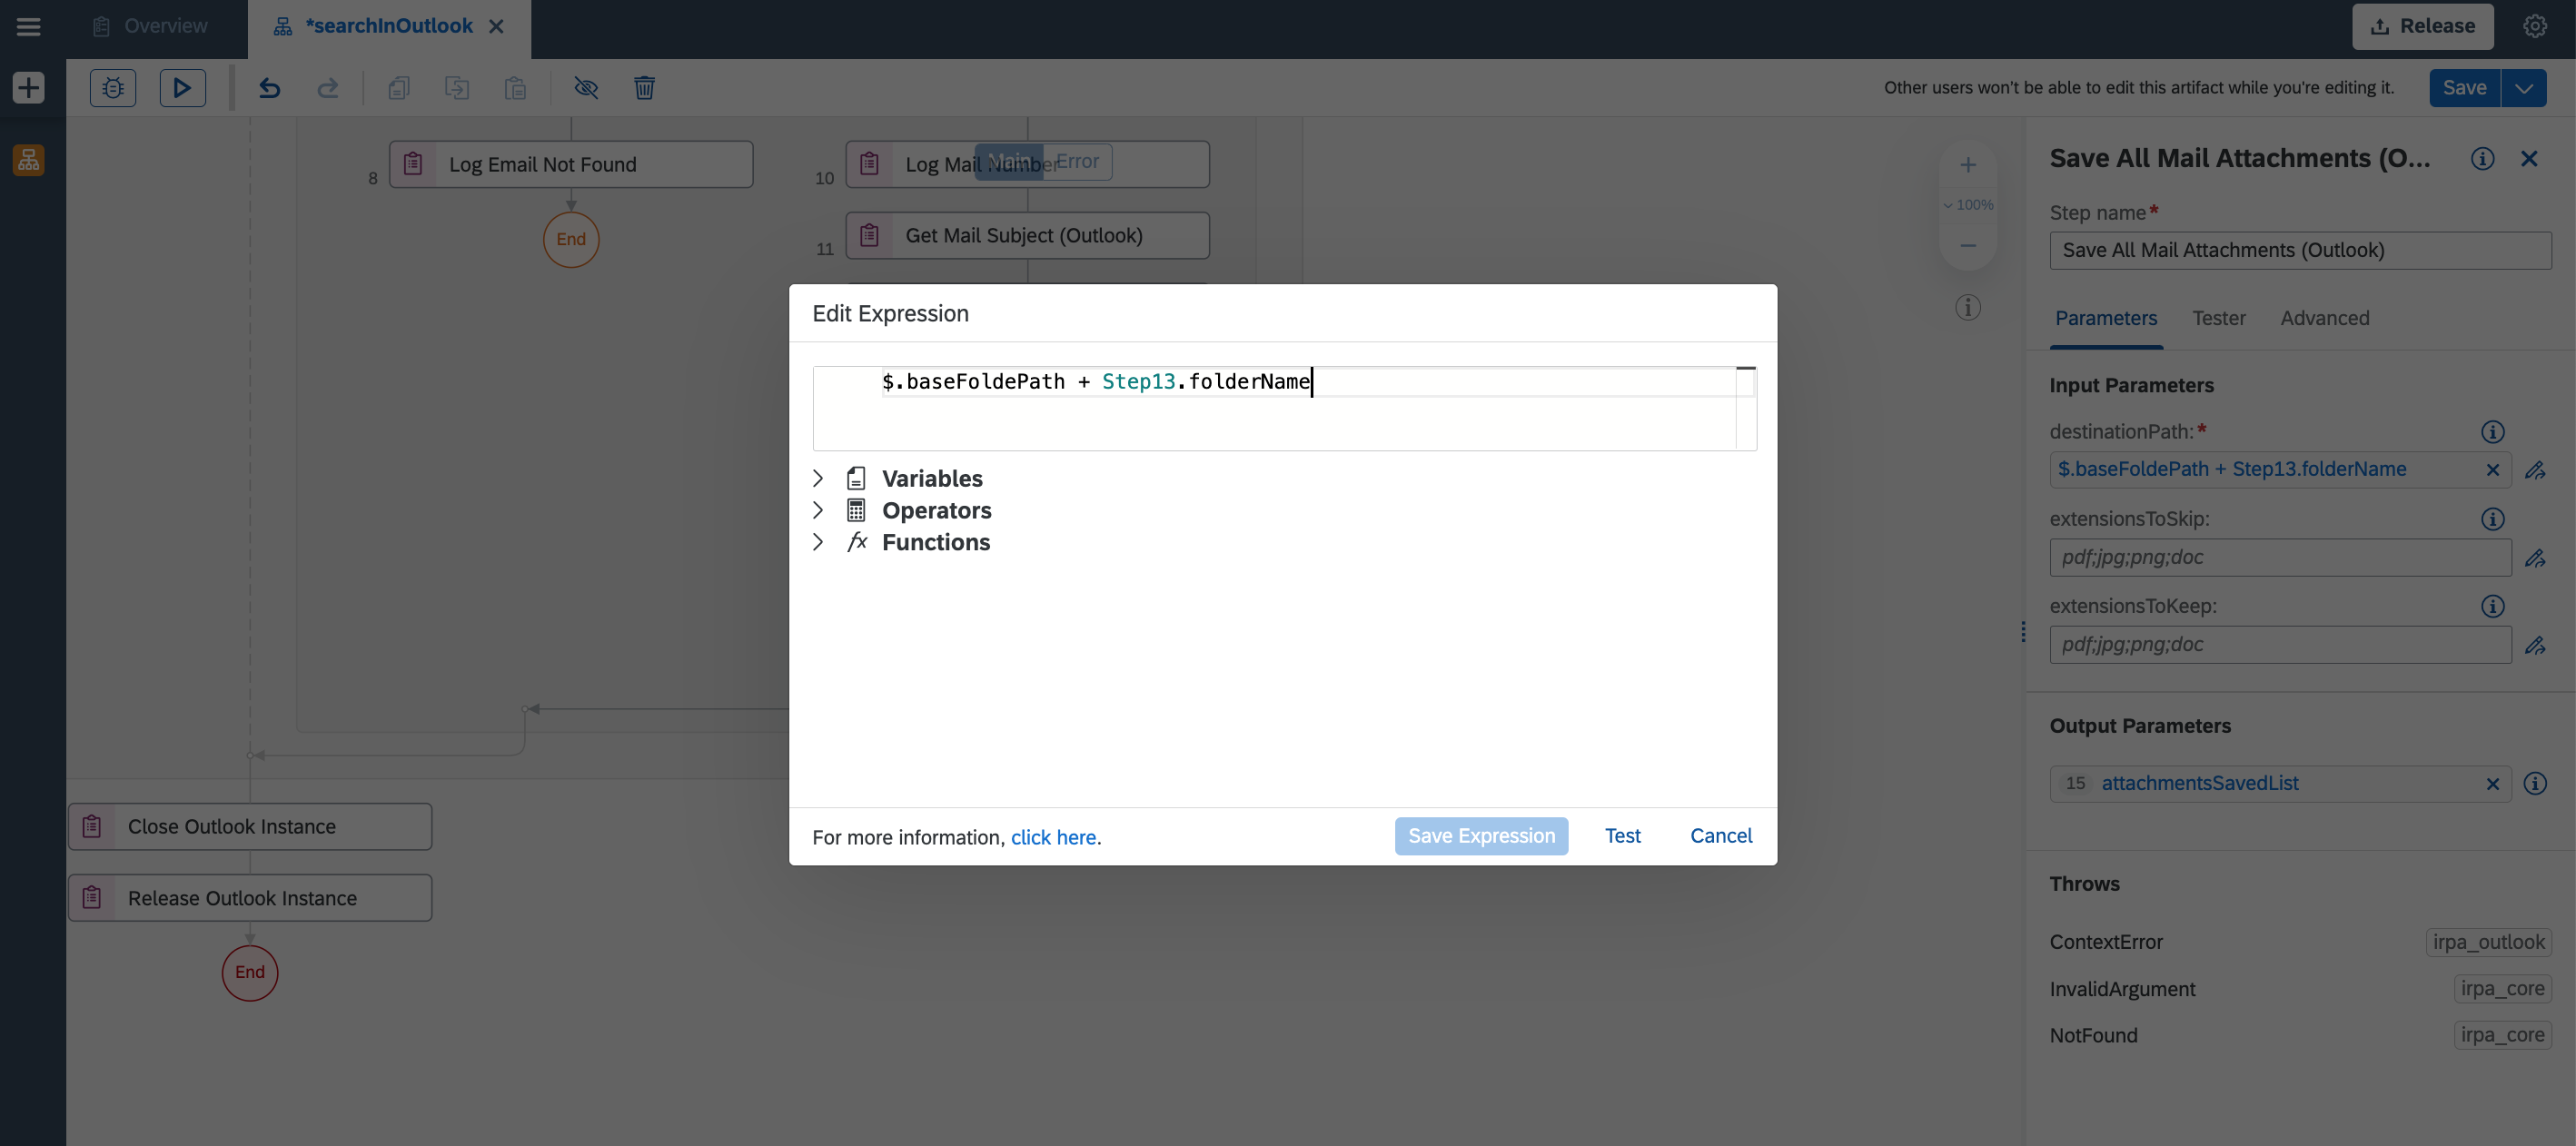 Overview
*searchInOutlook
Release
Other users won't be able to edit this artifact while you're editing it.
Save
8
Log Email Not Found
End
10
Log Mail Number
Main
Error
11
Get Mail Subject (Outlook)
100%
Edit Expression
$.baseFoldePath + Step13.folderName
Variables
Operators
Functions
For more information, click here.
Save Expression
Test
Cancel
Close Outlook Instance
Release Outlook Instance
End
Save All Mail Attachments (O...
Step name*
Save All Mail Attachments (Outlook)
Parameters
Tester
Advanced
Input Parameters
destinationPath:*
$.baseFoldePath + Step13.folderName
extensionsToSkip:
pdf;jpg;png;doc
extensionsToKeep:
pdf;jpg;png;doc
Output Parameters
15 attachmentsSavedList
Throws
ContextError
irpa_outlook
InvalidArgument
irpa_core
NotFound
irpa_core